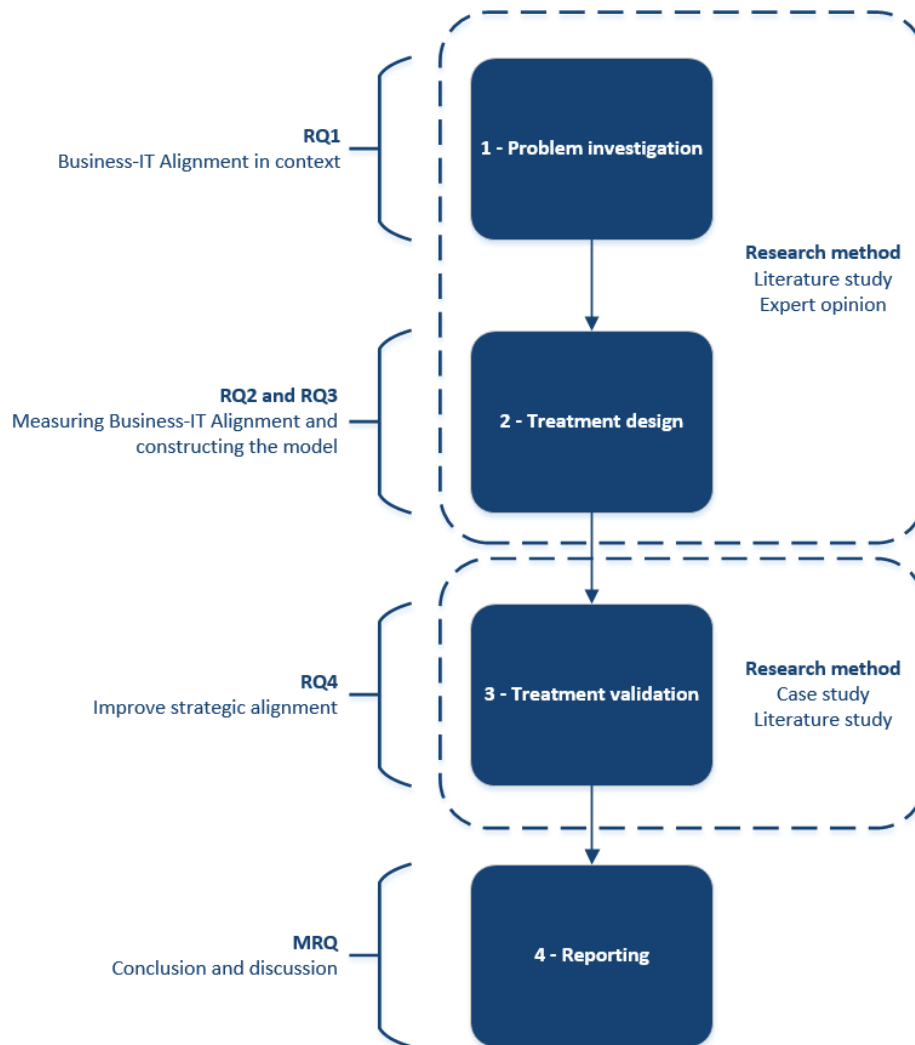 RQ1
Business-IT Alignment in context
1 - Problem investigation
Research method
Literature study
Expert opinion
RQ2 and RQ3
Measuring Business-IT Alignment and
constructing the model
2 - Treatment design
RQ4
Improve strategic alignment
3 - Treatment validation
Research method
Case study
Literature study
MRQ
Conclusion and discussion
4 - Reporting